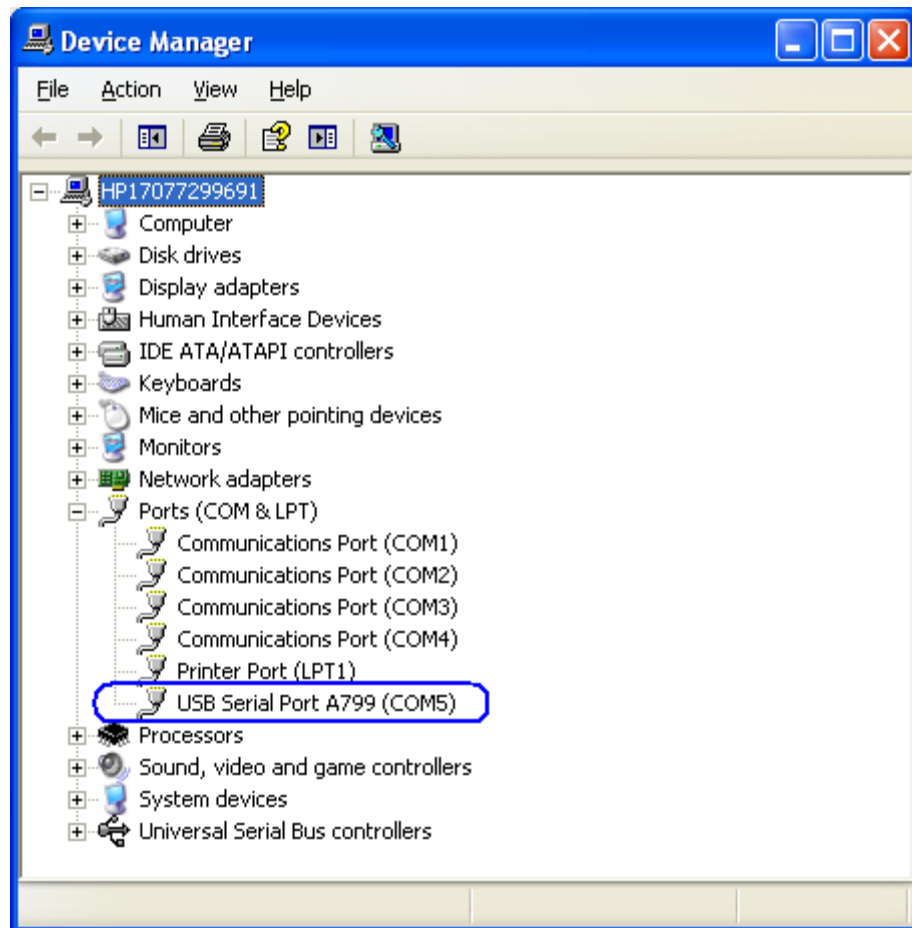 Device Manager
File Action View Help
HP17077299691
Computer
Disk drives
Display adapters
Human Interface Devices
IDE ATA/ATAPI controllers
Keyboards
Mice and other pointing devices
Monitors
Network adapters
Ports (COM & LPT)
Communications Port (COM1)
Communications Port (COM2)
Communications Port (COM3)
Communications Port (COM4)
Printer Port (LPT1)
USB Serial Port A799 (COM5)
Processors
Sound, video and game controllers
System devices
Universal Serial Bus controllers